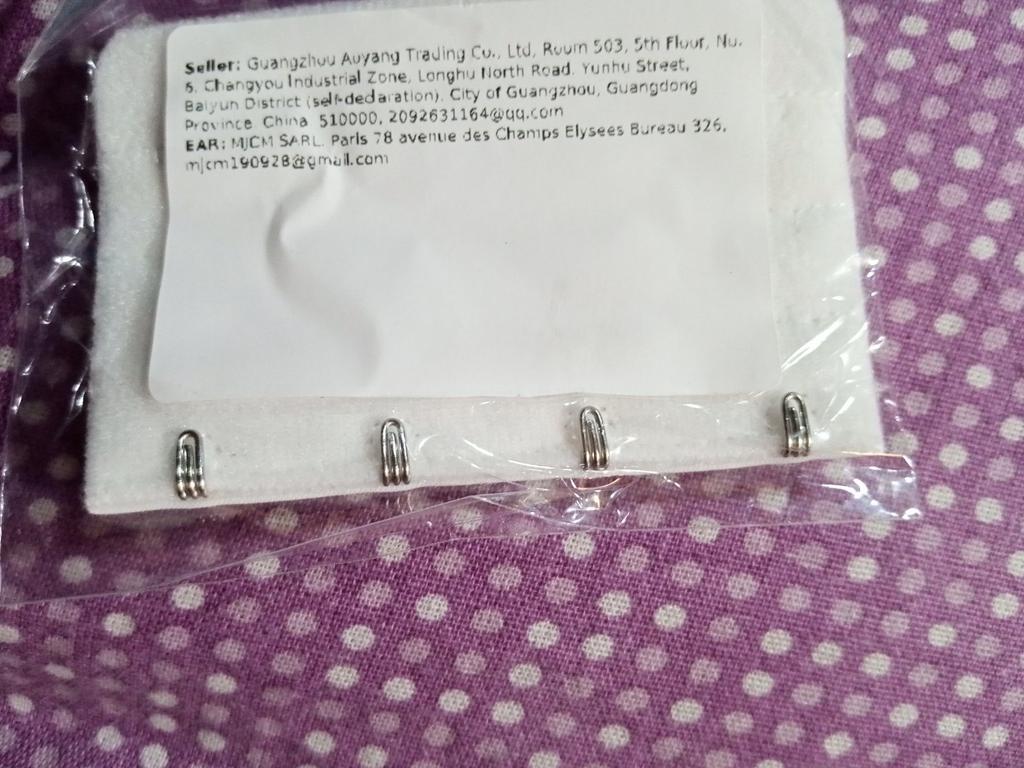 Seller: Guangzhou Aoyang Trading Co., Ltd, Room 503, 5th Floor, No.
6, Changyou Industrial Zone, Longhu North Road, Yunhu Street,
Baiyun District (self-declaration), City of Guangzhou, Guangdong
Province, China, 510000, 2092631164@qq.com
EAR: MJCM SARL, Paris 78 avenue des Champs Elysees Bureau 326,
mjcm190928@gmail.com